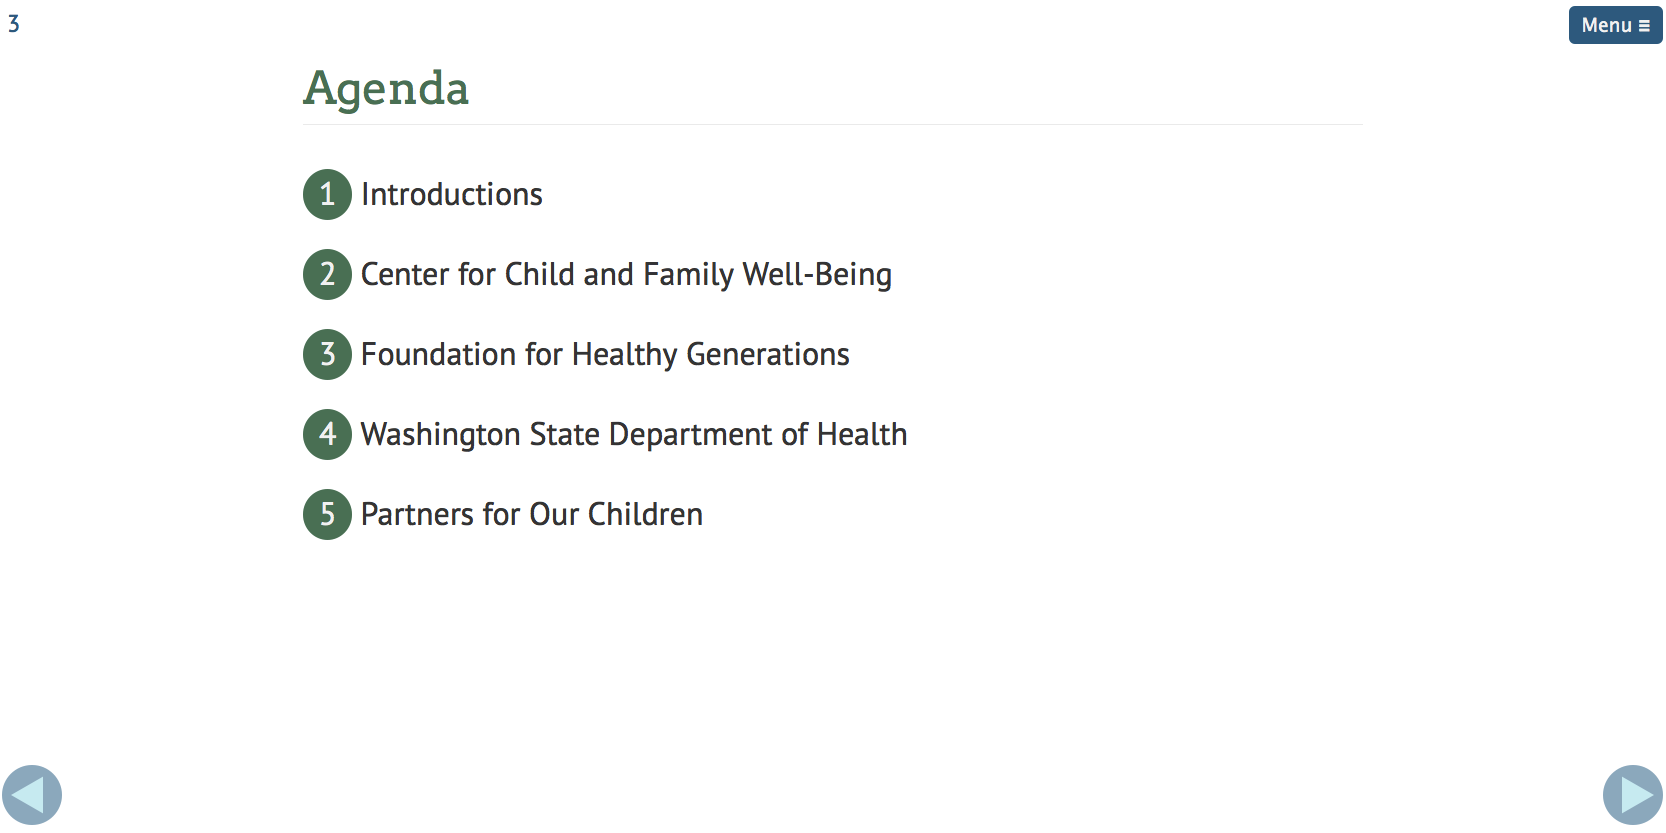 3
Menu ≡
Agenda
1 Introductions
2 Center for Child and Family Well-Being
3 Foundation for Healthy Generations
4 Washington State Department of Health
5 Partners for Our Children